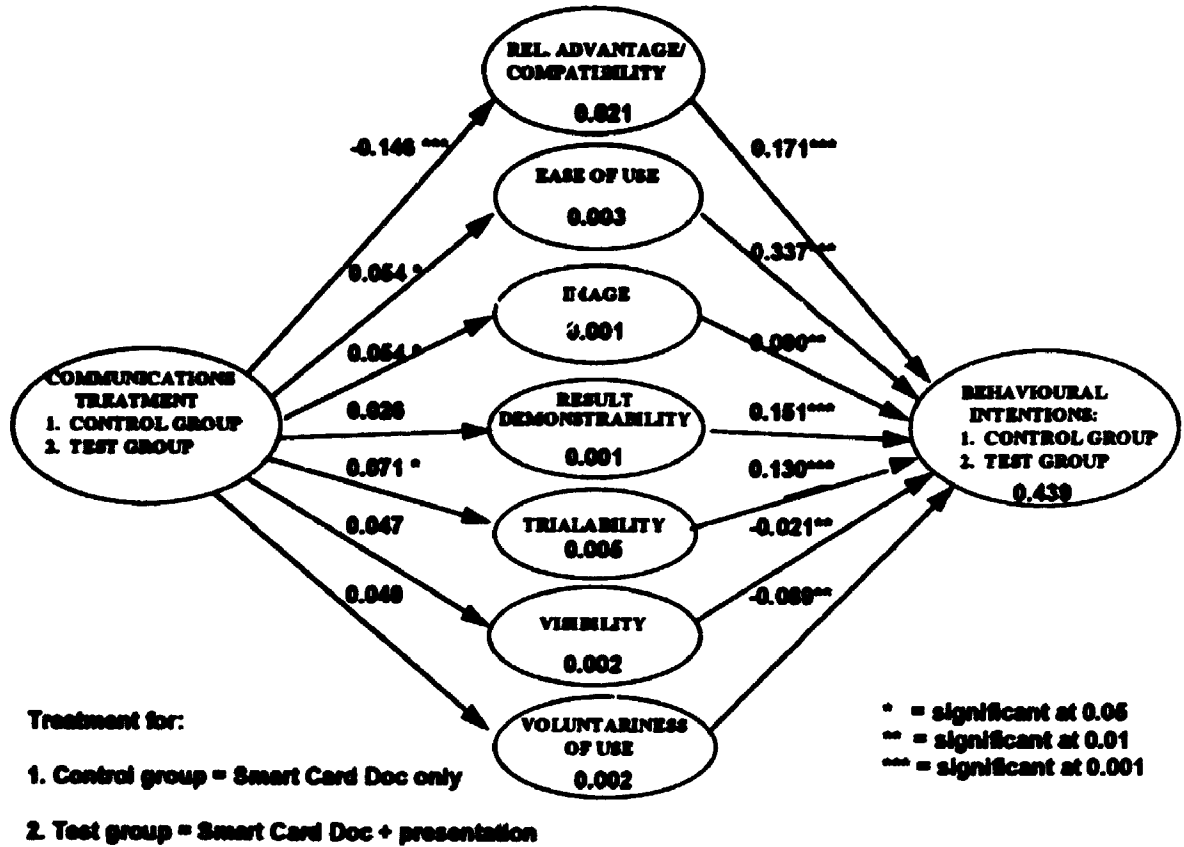 REL. ADVANTAGE/
COMPATIBILITY
0.021
-0.146 ***
0.171***
EASE OF USE
0.003
0.054 *
0.337***
IMAGE
0.001
0.054 *
0.080**
COMMUNICATIONS
TREATMENT
1. CONTROL GROUP
2. TEST GROUP
0.026
RESULT
DEMONSTRABILITY
0.001
0.151***
BEHAVIOURAL
INTENTIONS:
1. CONTROL GROUP
2. TEST GROUP
0.439
0.071 *
0.130***
TRIALABILITY
0.005
0.047
-0.021**
VISIBILITY
0.002
-0.089**
VOLUNTARINESS
OF USE
0.002
Treatment for:
1. Control group = Smart Card Doc only
2. Test group = Smart Card Doc + presentation
* = significant at 0.05
** = significant at 0.01
*** = significant at 0.001